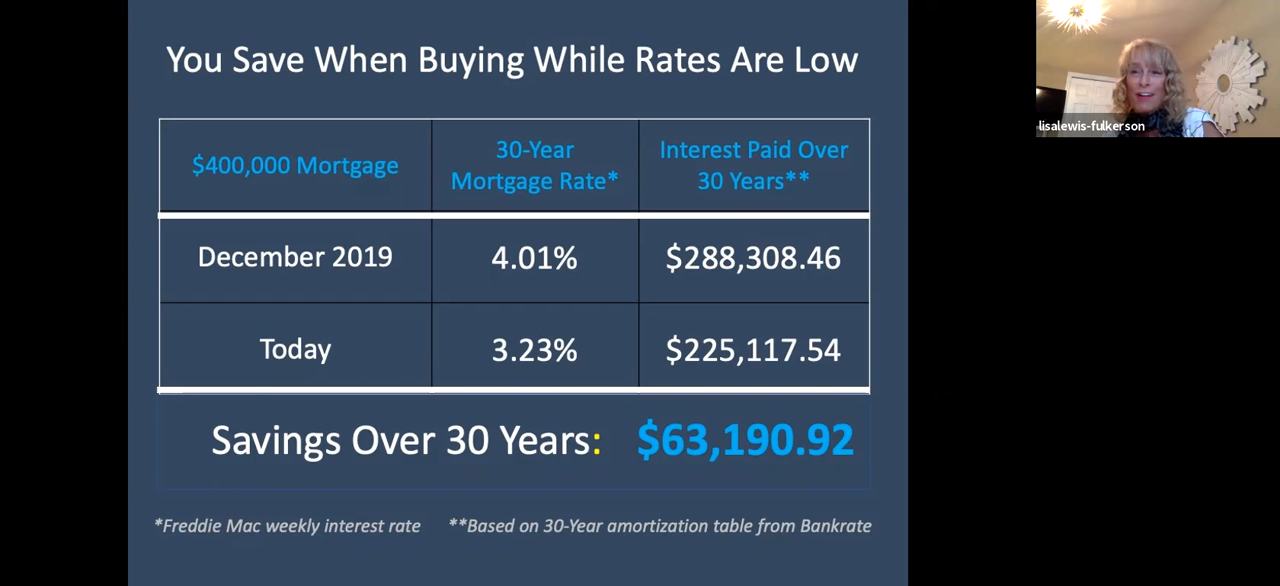 You Save When Buying While Rates Are Low
$400,000 Mortgage
30-Year
Mortgage Rate*
Interest Paid Over
30 Years**
December 2019
4.01%
$288,308.46
Today
3.23%
$225,117.54
Savings Over 30 Years:
$63,190.92
*Freddie Mac weekly interest rate
**Based on 30-Year amortization table from Bankrate
lisalewis-fulkerson